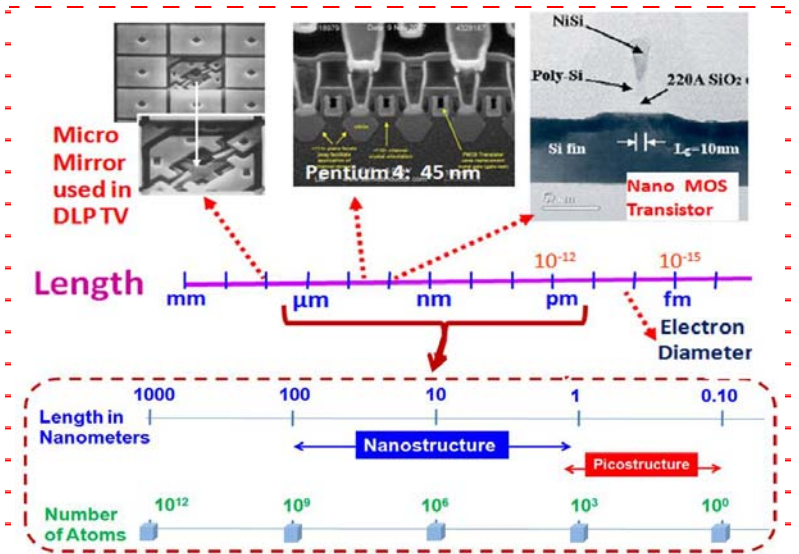 NiSi
Poly-Si
220A SiO₂
Si fin
L =10nm
Nano MOS
Transistor
Micro
Mirror
used in
DLP TV
Pentium 4: 45 nm
10⁻¹² 10⁻¹⁵
Length
mm µm nm pm fm
Electron
Diameter
1000 100 10 1 0.10
Length in
Nanometers
Nanostructure
Picostructure
10¹² 10⁹ 10⁶ 10³ 10⁰
Number
of Atoms